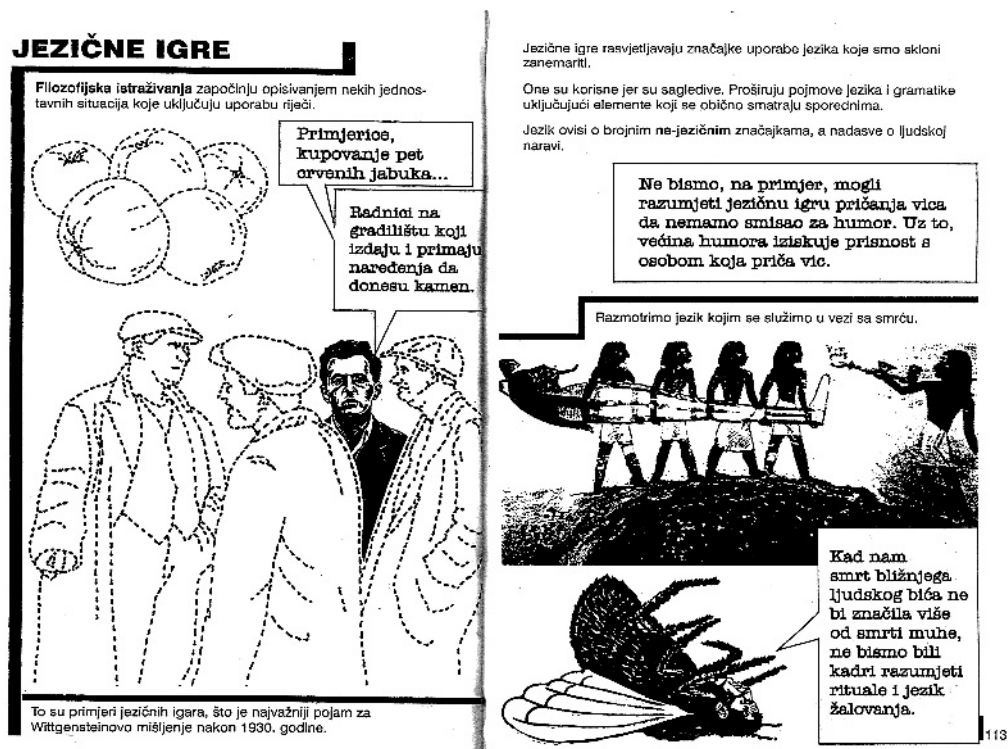 JEZIČNE IGRE
Filozofijska istraživanja započinju opisivanjem nekih jednos-
tavnih situacija koje uključuju uporabu riječi.
Primjerice,
kupovanje pet
crvenih jabuka...
Radnici na
gradilištu koji
izdaju i primaju
naređenja da
donesu kamen.
To su primjeri jezičnih igara, što je najvažniji pojam za
Wittgensteinovo mišljenje nakon 1930. godine.
Jezične igre rasvjetljavaju značajke uporabe jezika koje smo skloni
zanemariti.
One su korisne jer su sagledive. Proširuju pojmove jezika i gramatike
uključujući elemente koji se obično smatraju sporednima.
Jezik ovisi o brojnim ne-jezičnim značajkama, a nadasve o ljudskoj
naravi.
Ne bismo, na primjer, mogli
razumjeti jezičnu igru pričanja vica
da nemamo smisao za humor. Uz to,
većina humora iziskuje prisnost s
osobom koja priča vic.
Razmotrimo jezik kojim se služimo u vezi sa smrću.
Kad nam
smrt bližnjega
ljudskog bića ne
bi značila više
od smrti muhe,
ne bismo bili
kadri razumjeti
rituale i jezik
žalovanja.
113